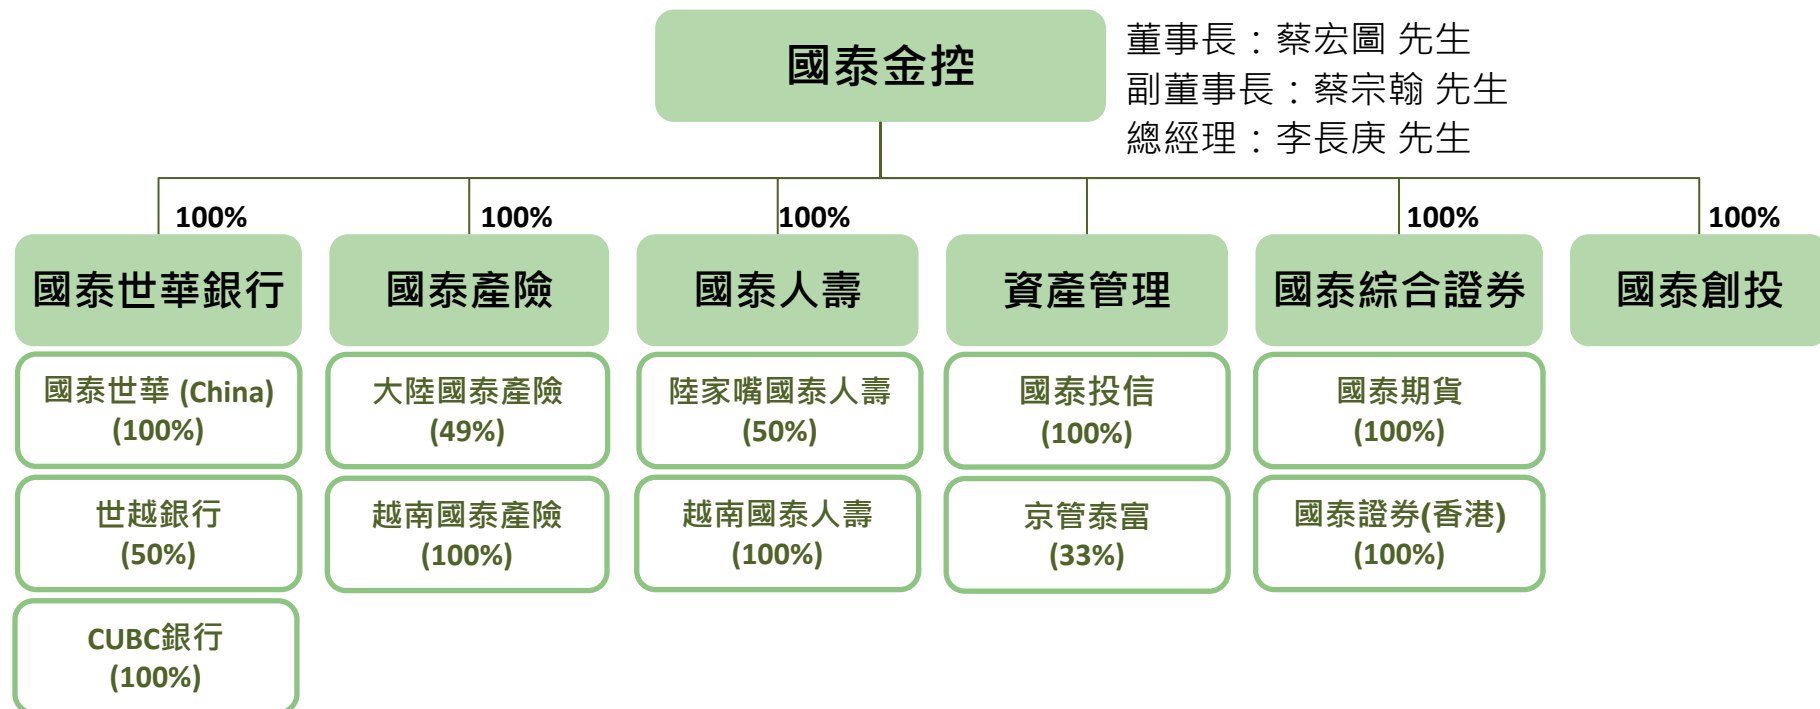 國泰金控
董事長：蔡宏圖 先生
副董事長：蔡宗翰 先生
總經理：李長庚 先生
100%
100%
100%
100%
100%
國泰世華銀行
國泰產險
國泰人壽
資產管理
國泰綜合證券
國泰創投
國泰世華 (China)
(100%)
大陸國泰產險
(49%)
陸家嘴國泰人壽
(50%)
國泰投信
(100%)
國泰期貨
(100%)
世越銀行
(50%)
越南國泰產險
(100%)
越南國泰人壽
(100%)
京管泰富
(33%)
國泰證券(香港)
(100%)
CUBC銀行
(100%)